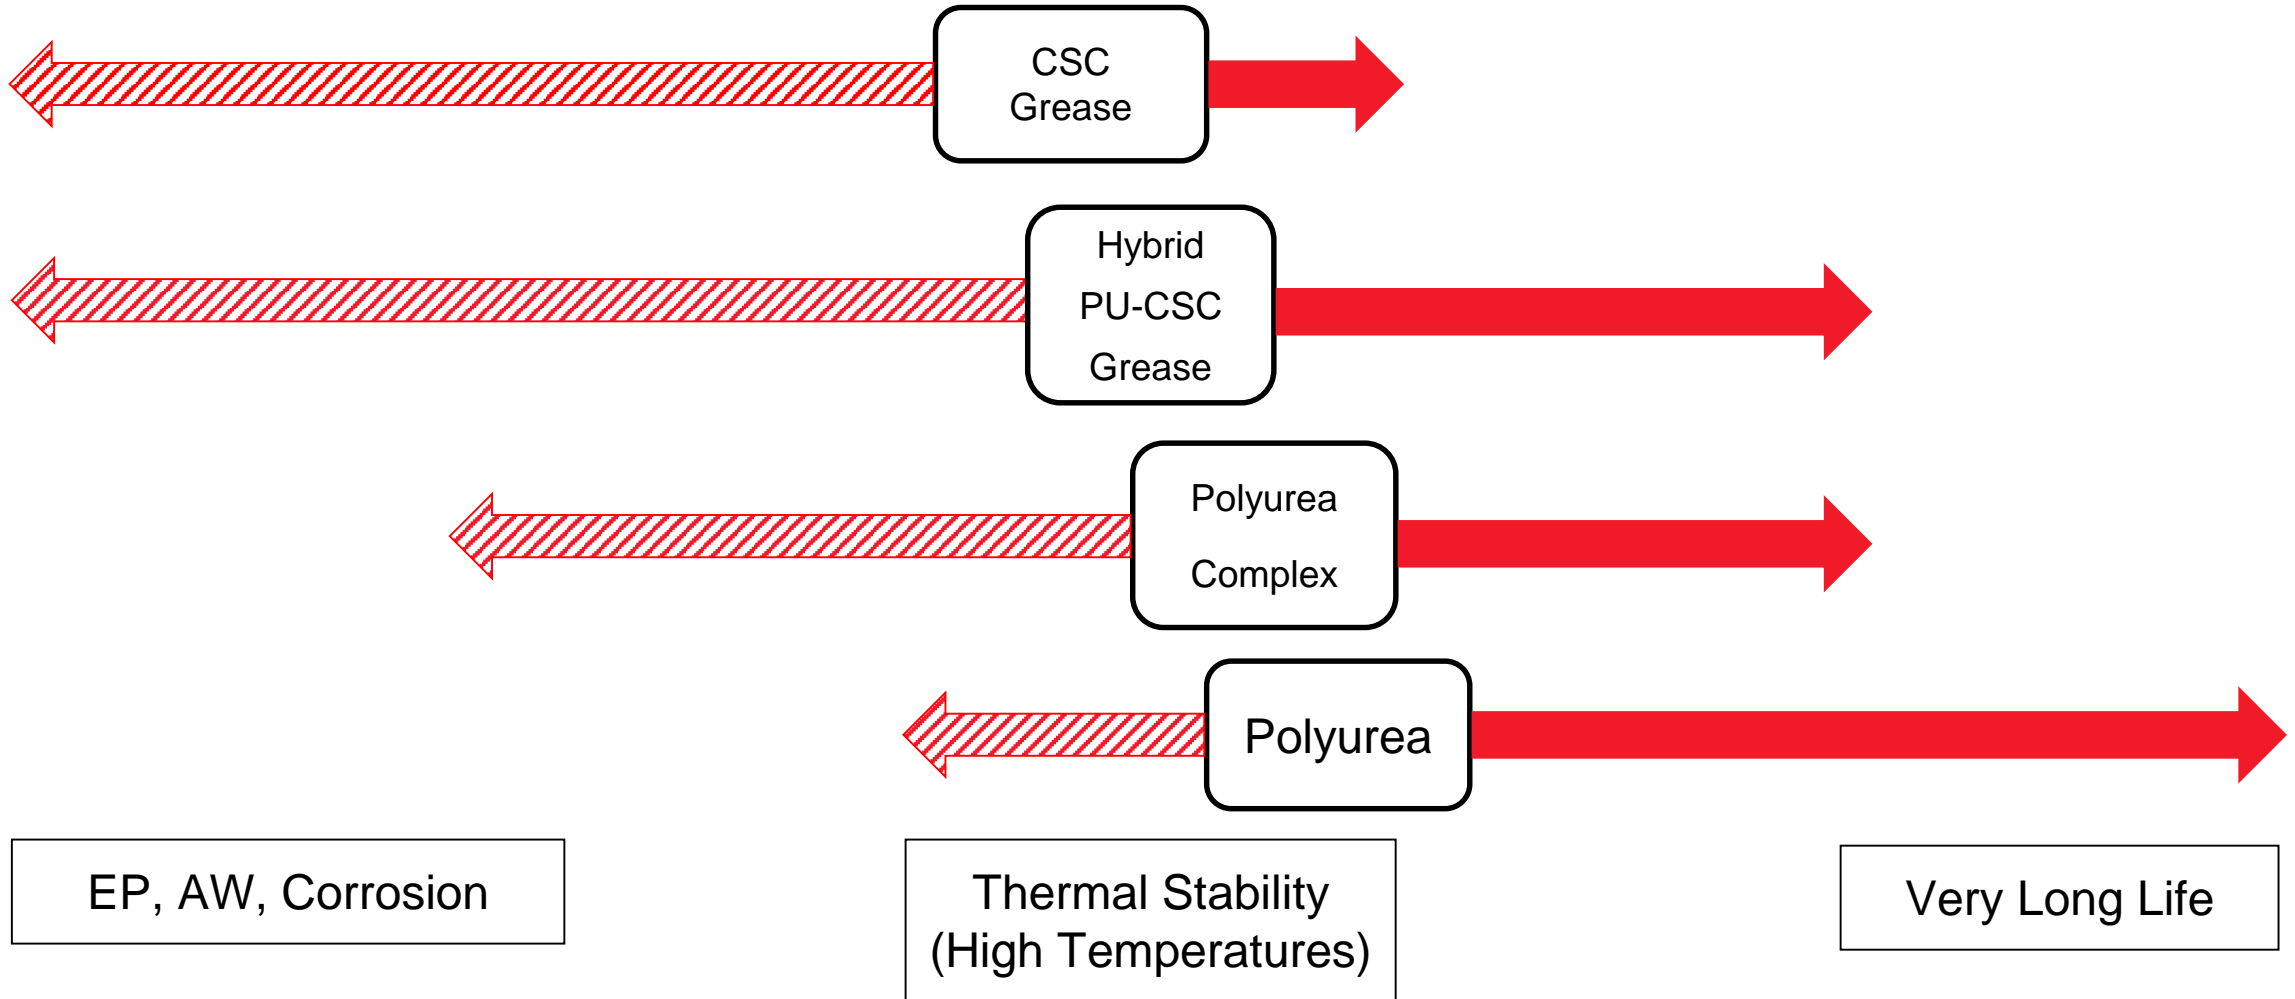 CSC
Grease
Hybrid
PU-CSC
Grease
Polyurea
Complex
Polyurea
EP, AW, Corrosion
Thermal Stability
(High Temperatures)
Very Long Life